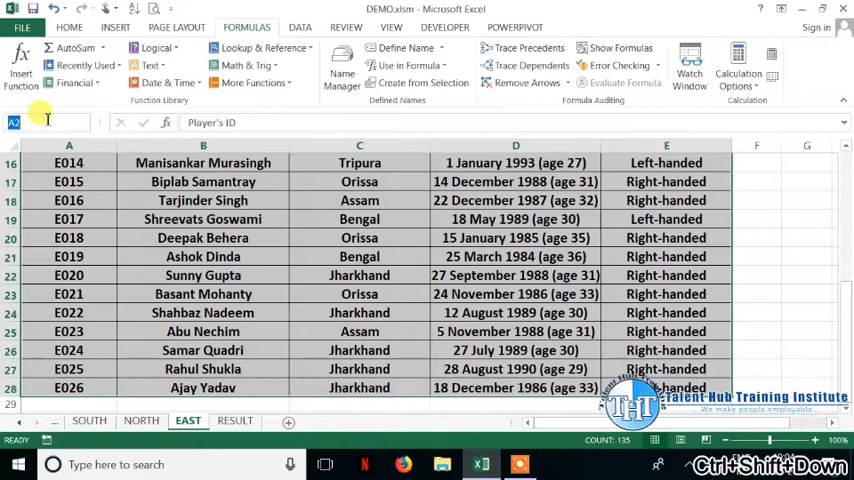 DEMO.xlsm - Microsoft Excel
FILE HOME INSERT PAGE LAYOUT FORMULAS DATA REVIEW VIEW DEVELOPER POWERPIVOT Sign in
Insert Function
AutoSum
Recently Used
Financial
Logical
Text
Date & Time
Lookup & Reference
Math & Trig
More Functions
Function Library
Name Manager
Define Name
Use in Formula
Create from Selection
Defined Names
Trace Precedents
Trace Dependents
Remove Arrows
Show Formulas
Error Checking
Evaluate Formula
Formula Auditing
Watch Window
Calculation Options
Calculation
A2 fx Player's ID
A B C D E F G
16 E014 Manisankar Murasingh Tripura 1 January 1993 (age 27) Left-handed
17 E015 Biplab Samantray Orissa 14 December 1988 (age 31) Right-handed
18 E016 Tarjinder Singh Assam 22 December 1987 (age 32) Right-handed
19 E017 Shreevats Goswami Bengal 18 May 1989 (age 30) Left-handed
20 E018 Deepak Behera Orissa 15 January 1985 (age 35) Right-handed
21 E019 Ashok Dinda Bengal 25 March 1984 (age 36) Right-handed
22 E020 Sunny Gupta Jharkhand 27 September 1988 (age 31) Right-handed
23 E021 Basant Mohanty Orissa 24 November 1986 (age 33) Right-handed
24 E022 Shahbaz Nadeem Jharkhand 12 August 1989 (age 30) Right-handed
25 E023 Abu Nechim Assam 5 November 1988 (age 31) Right-handed
26 E024 Samar Quadri Jharkhand 27 July 1989 (age 30) Right-handed
27 E025 Rahul Shukla Jharkhand 28 August 1990 (age 29) Right-handed
28 E026 Ajay Yadav Jharkhand 18 December 1986 (age 33) Right-handed
29
THT Talent Hub Training Institute
...We make people employable...
... SOUTH NORTH EAST RESULT
READY COUNT: 135 100%
Type here to search
Ctrl+Shift+Down